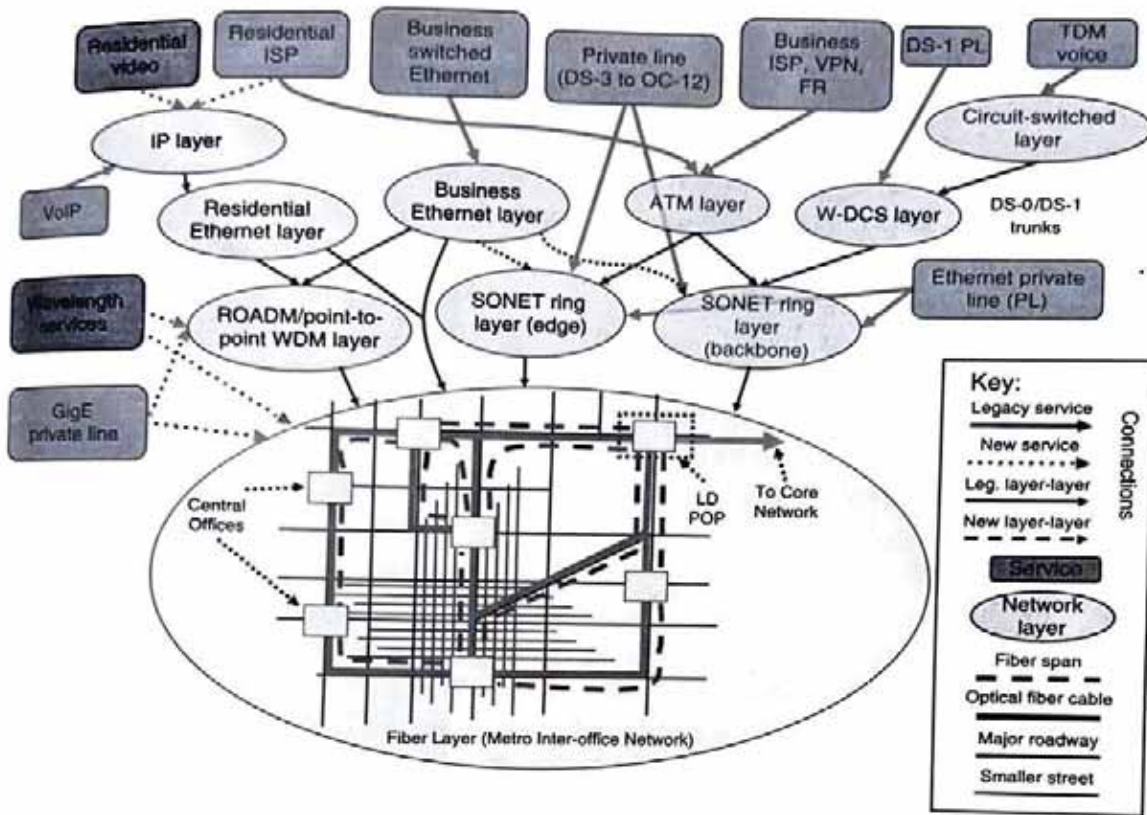 Residential
video
Residential
ISP
Business
switched
Ethernet
Private line
(DS-3 to OC-12)
Business
ISP, VPN,
FR
DS-1 PL
TDM
voice
IP layer
Circuit-switched
layer
VoIP
Residential
Ethernet layer
Business
Ethernet layer
ATM layer
W-DCS layer
DS-0/DS-1
trunks
Wavelength
services
ROADM/point-to-
point WDM layer
SONET ring
layer (edge)
SONET ring
layer
(backbone)
Ethernet private
line (PL)
GigE
private line
Central
Offices
LD
POP
To Core
Network
Fiber Layer (Metro Inter-office Network)
Key:
Legacy service
New service
Leg. layer-layer
New layer-layer
Connections
Service
Network
layer
Fiber span
Optical fiber cable
Major roadway
Smaller street